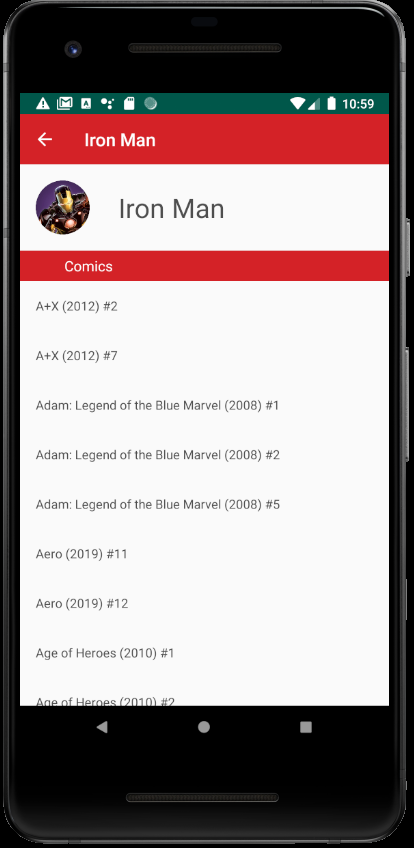 10:59
Iron Man
Iron Man
Comics
A+X (2012) #2
A+X (2012) #7
Adam: Legend of the Blue Marvel (2008) #1
Adam: Legend of the Blue Marvel (2008) #2
Adam: Legend of the Blue Marvel (2008) #5
Aero (2019) #11
Aero (2019) #12
Age of Heroes (2010) #1
Age of Heroes (2010) #2